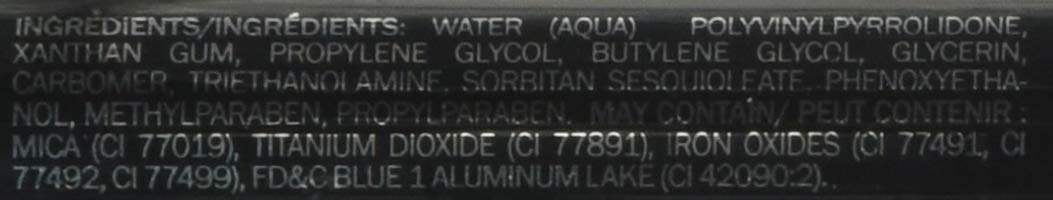 INGRÉDIENTS/INGRÉDIENTS: WATER (AQUA) POLYVINYLPYRROLIDONE,
XANTHAN GUM, PROPYLENE GLYCOL, BUTYLENE GLYCOL, GLYCERIN,
CARBOMER, TRIETHANOLAMINE, SORBITAN SESQUIOLEATE, PHENOXYETHA-
NOL, METHYLPARABEN, PROPYLPARABEN. MAY CONTAIN/ PEUT CONTENIR :
MICA (CI 77019), TITANIUM DIOXIDE (CI 77891), IRON OXIDES (CI 77491, CI
77492, CI 77499), FD&C BLUE 1 ALUMINUM LAKE (CI 42090:2).